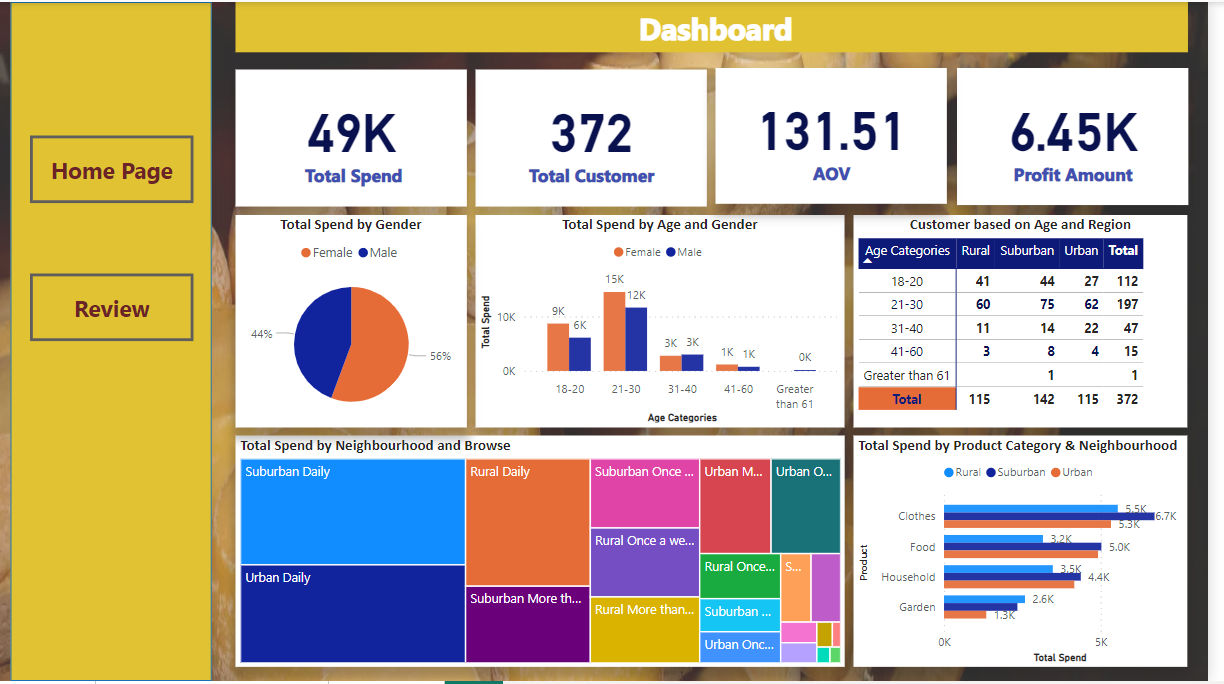 Dashboard
Home Page
Review
49K
Total Spend
372
Total Customer
131.51
AOV
6.45K
Profit Amount
Total Spend by Gender
Female Male
44%
56%
Total Spend by Age and Gender
Female Male
Total Spend
10K
0K
9K 6K
15K 12K
3K 3K
1K 1K
0K
18-20 21-30 31-40 41-60 Greater
than 61
Age Categories
Customer based on Age and Region
Age Categories Rural Suburban Urban Total
18-20 41 44 27 112
21-30 60 75 62 197
31-40 11 14 22 47
41-60 3 8 4 15
Greater than 61 1 1
Total 115 142 115 372
Total Spend by Neighbourhood and Browse
Suburban Daily
Urban Daily
Rural Daily
Suburban More th...
Suburban Once ...
Rural Once a we...
Rural More than...
Urban M...
Urban O...
Rural Once...
Suburban ...
Urban Onc...
S...
Total Spend by Product Category & Neighbourhood
Rural Suburban Urban
Product
Clothes 5.5K 6.7K 5.3K
Food 3.2K 5.0K
Household 3.5K 4.4K
Garden 2.6K 1.3K
0K 5K
Total Spend